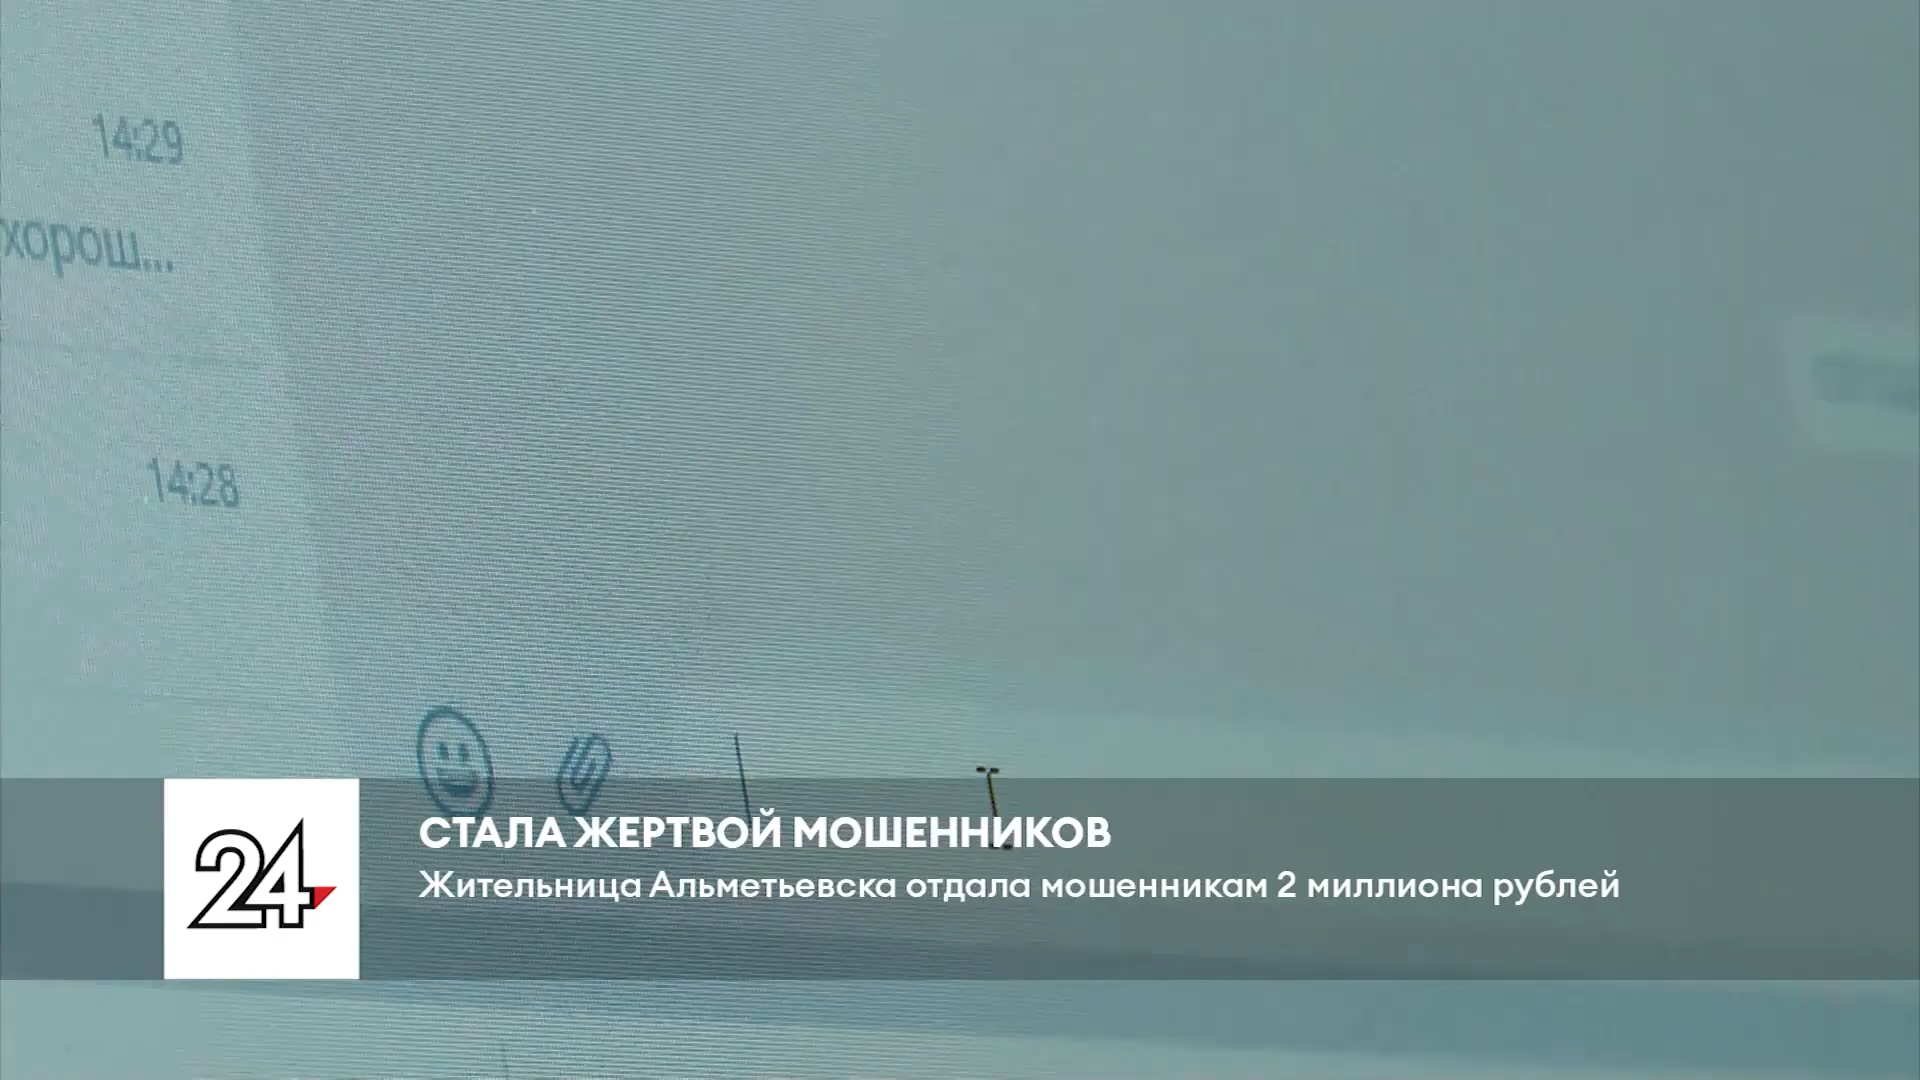 14:29
хорош...
14:28
24
СТАЛА ЖЕРТВОЙ МОШЕННИКОВ
Жительница Альметьевска отдала мошенникам 2 миллиона рублей